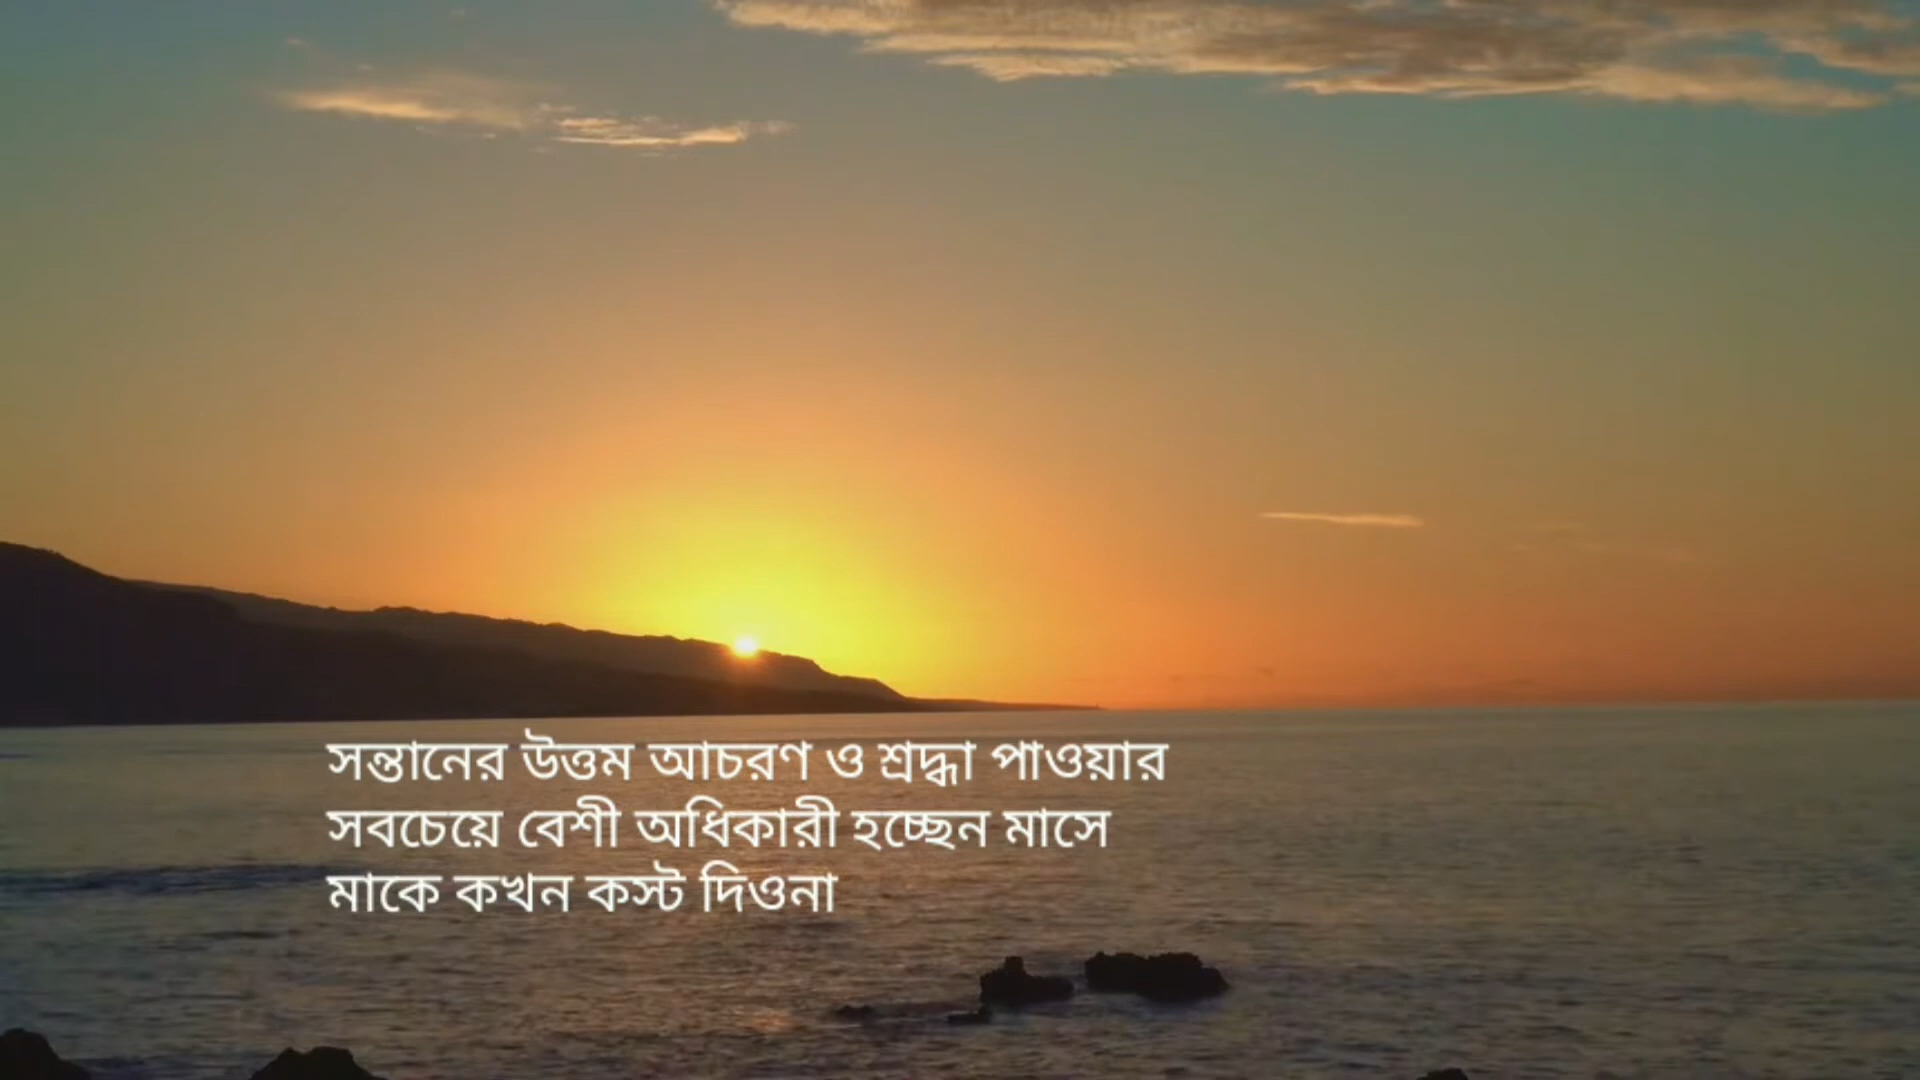 সন্তানের উত্তম আচরণ ও শ্রদ্ধা পাওয়ার
সবচেয়ে বেশী অধিকারী হচ্ছেন মাসে
মাকে কখন কস্ট দিওনা